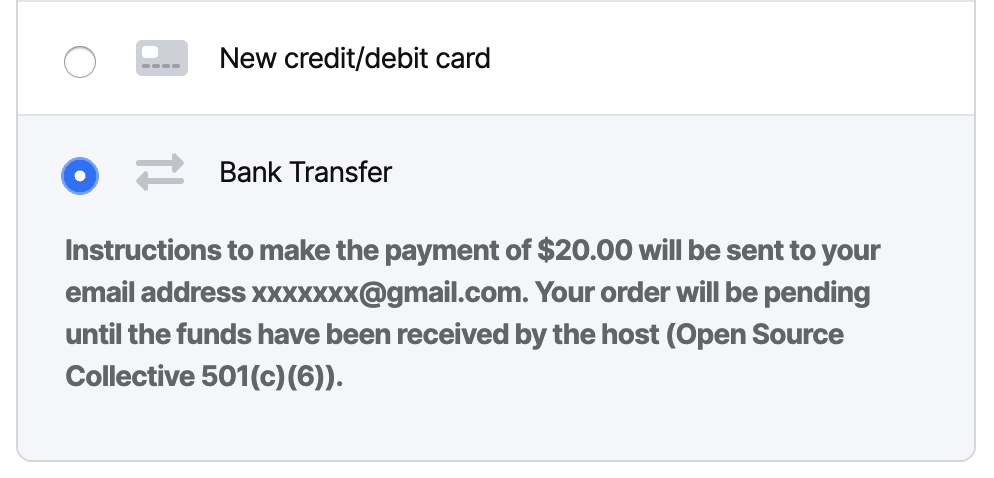 New credit/debit card
Bank Transfer
Instructions to make the payment of $20.00 will be sent to your
email address xxxxxxx@gmail.com. Your order will be pending
until the funds have been received by the host (Open Source
Collective 501(c)(6)).